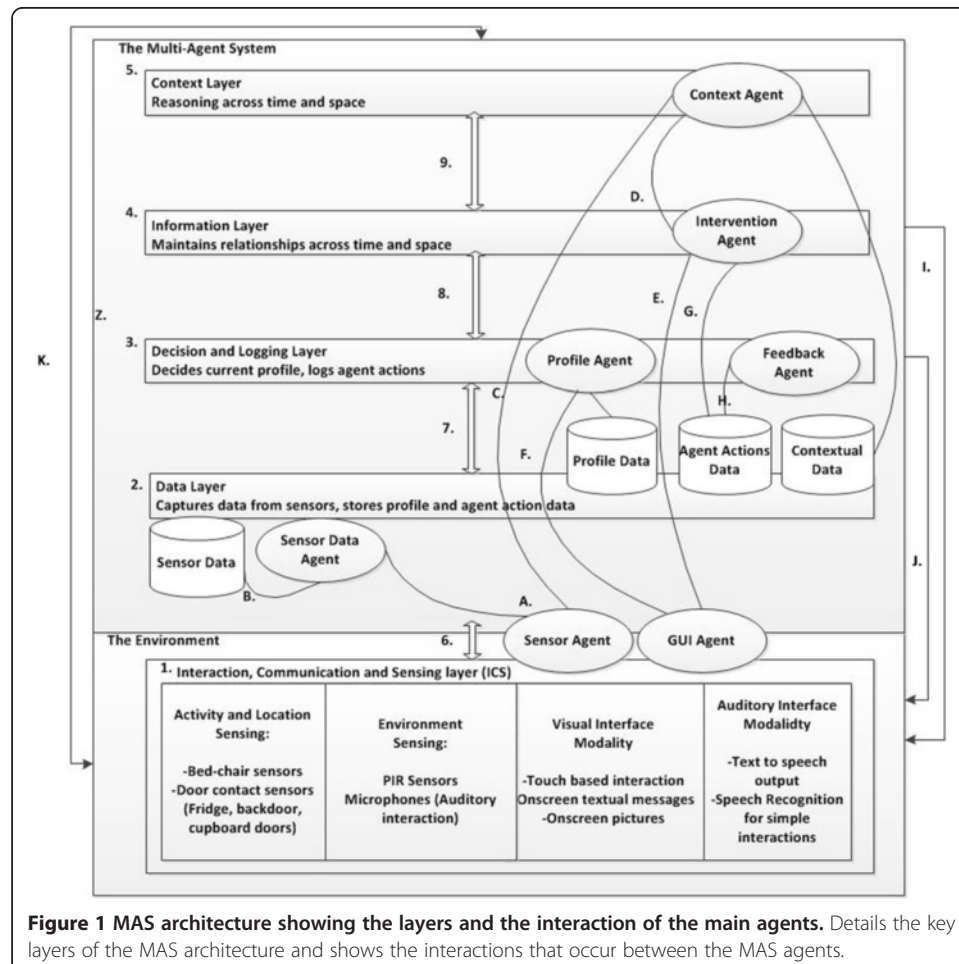 The Multi-Agent System
5.
Context Layer
Reasoning across time and space
Context Agent
9.
D.
4.
Information Layer
Maintains relationships across time and space
Intervention
Agent
I.
8.
E.
G.
Z.
K.
3.
Decision and Logging Layer
Decides current profile, logs agent actions
Profile Agent
Feedback
Agent
C.
H.
7.
F.
Profile Data
Agent Actions
Data
Contextual
Data
2.
Data Layer
Captures data from sensors, stores profile and agent action data
Sensor Data
Sensor Data
Agent
J.
B.
A.
The Environment
6.
Sensor Agent
GUI Agent
1. Interaction, Communication and Sensing layer (ICS)
Activity and Location
Sensing:
-Bed-chair sensors
-Door contact sensors
(Fridge, backdoor,
cupboard doors)
Environment
Sensing:
PIR Sensors
Microphones (Auditory
interaction)
Visual Interface
Modality
-Touch based interaction
Onscreen textual messages
-Onscreen pictures
Auditory Interface
Modalidty
-Text to speech
output
-Speech Recognition
for simple
interactions
Figure 1 MAS architecture showing the layers and the interaction of the main agents. Details the key
layers of the MAS architecture and shows the interactions that occur between the MAS agents.